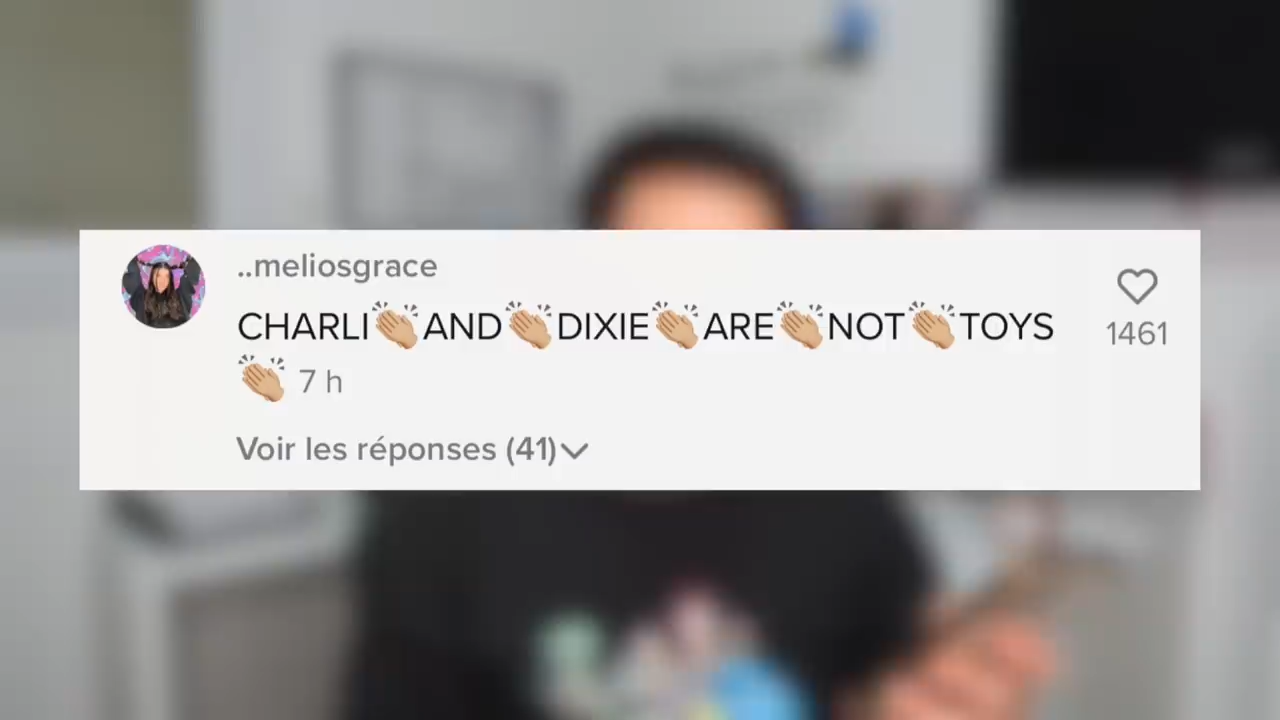 ..meliosgrace
CHARLI👏🏼AND👏🏼DIXIE👏🏼ARE👏🏼NOT👏🏼TOYS
👏🏼 7 h
1461
Voir les réponses (41)